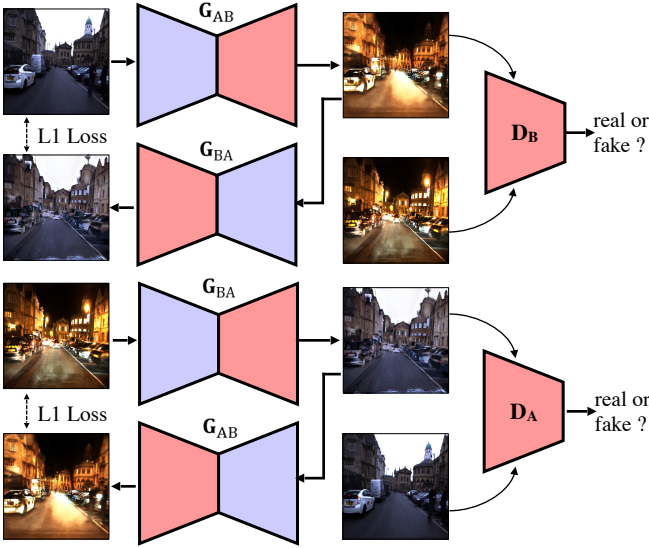 G_AB
L1 Loss
G_BA
D_B
real or
fake ?
G_BA
L1 Loss
G_AB
D_A
real or
fake ?